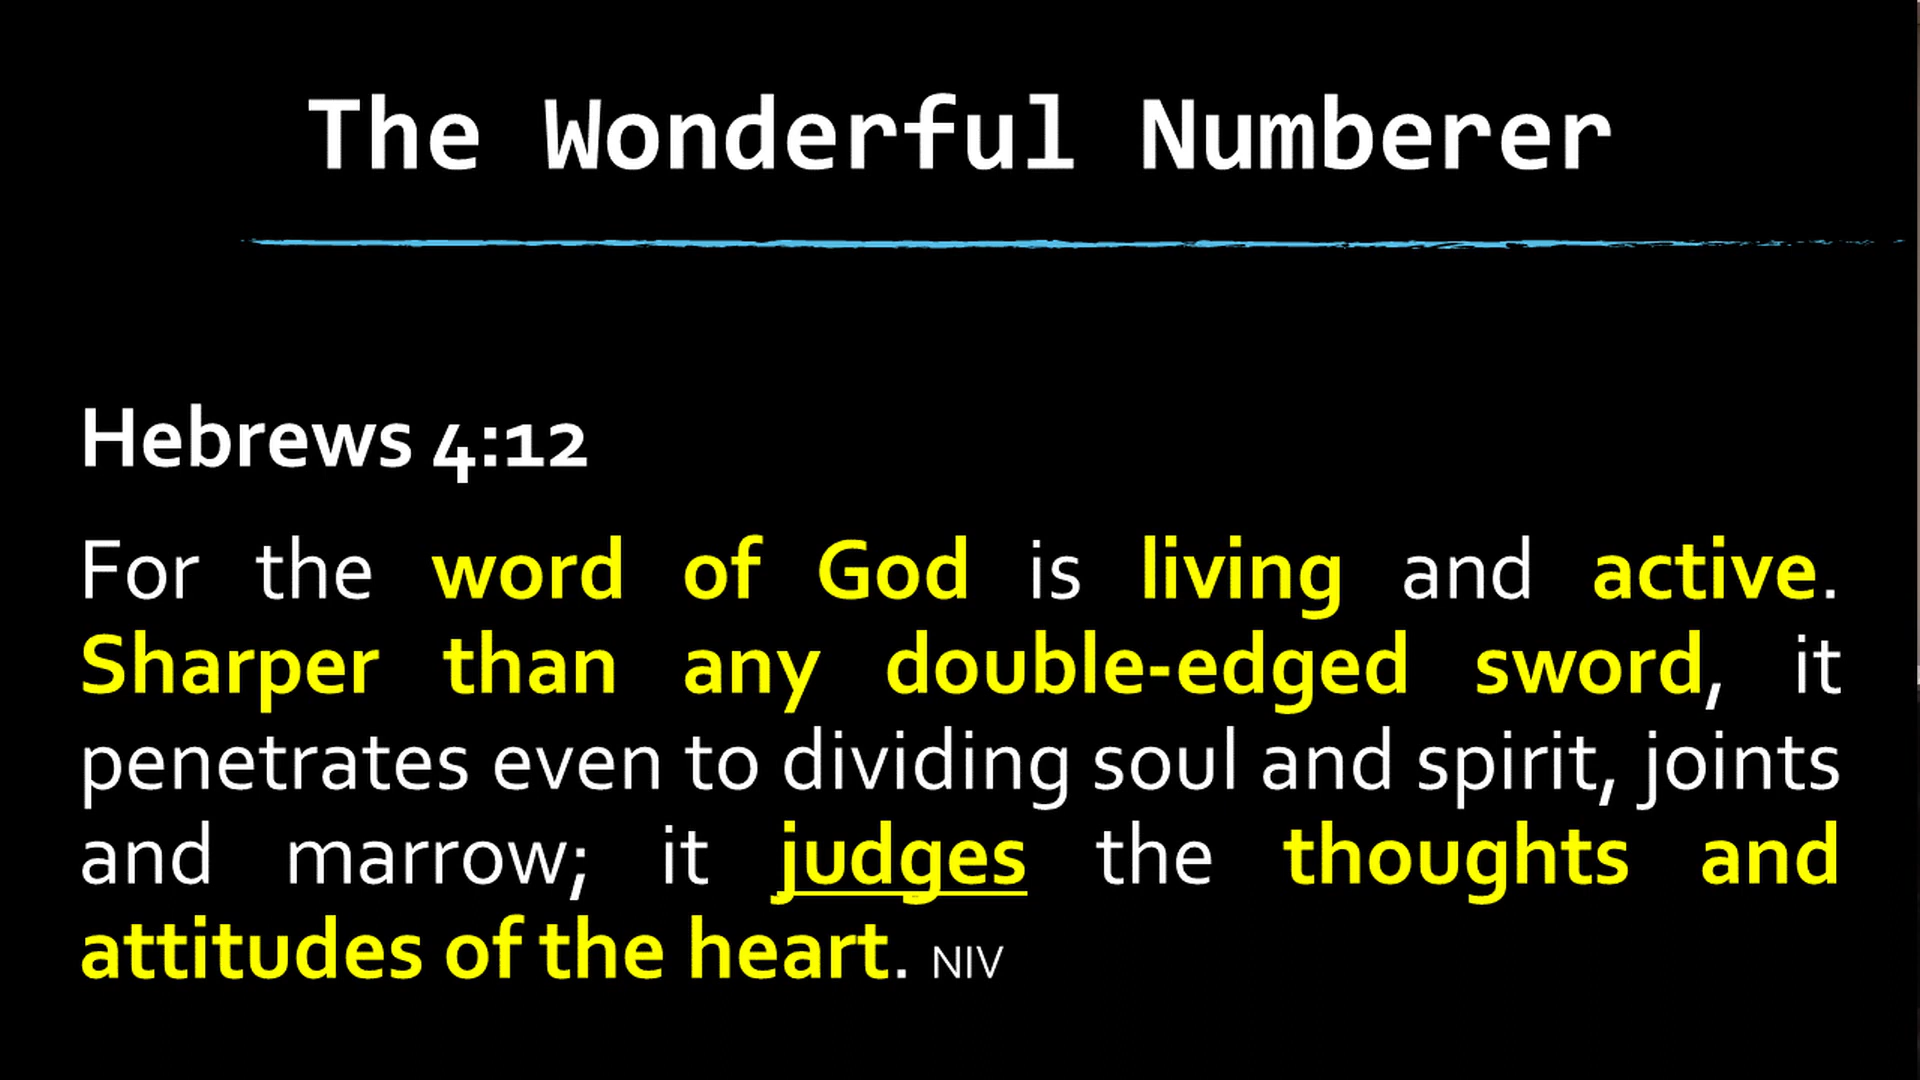 The Wonderful Numberer
Hebrews 4:12
For the word of God is living and active.
Sharper than any double-edged sword, it
penetrates even to dividing soul and spirit, joints
and marrow; it judges the thoughts and
attitudes of the heart. NIV